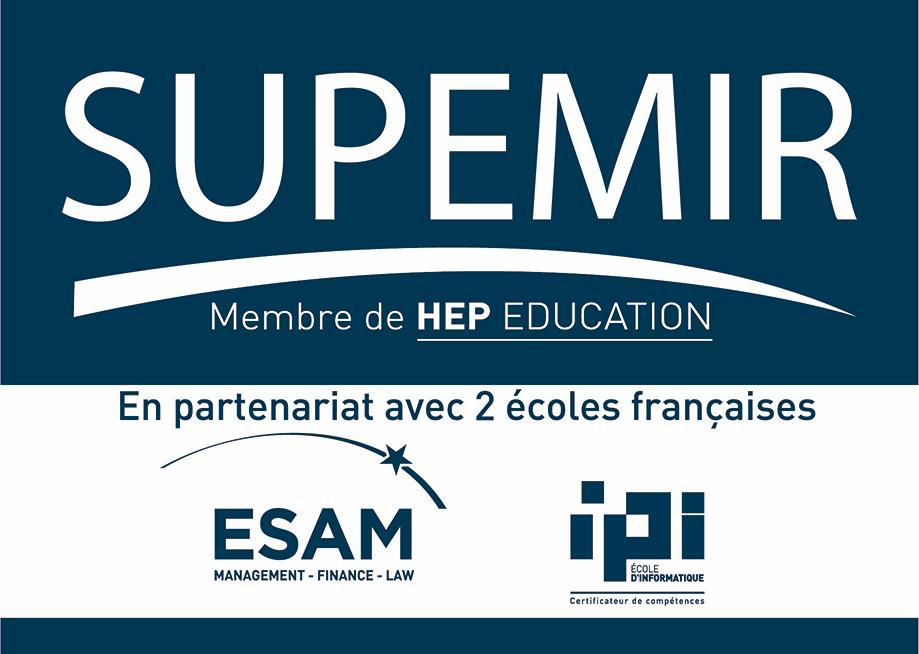 SUPEMIR
Membre de HEP EDUCATION
En partenariat avec 2 écoles françaises
ESAM
MANAGEMENT - FINANCE - LAW
ipi
ÉCOLE
D'INFORMATIQUE
Certificateur de compétences